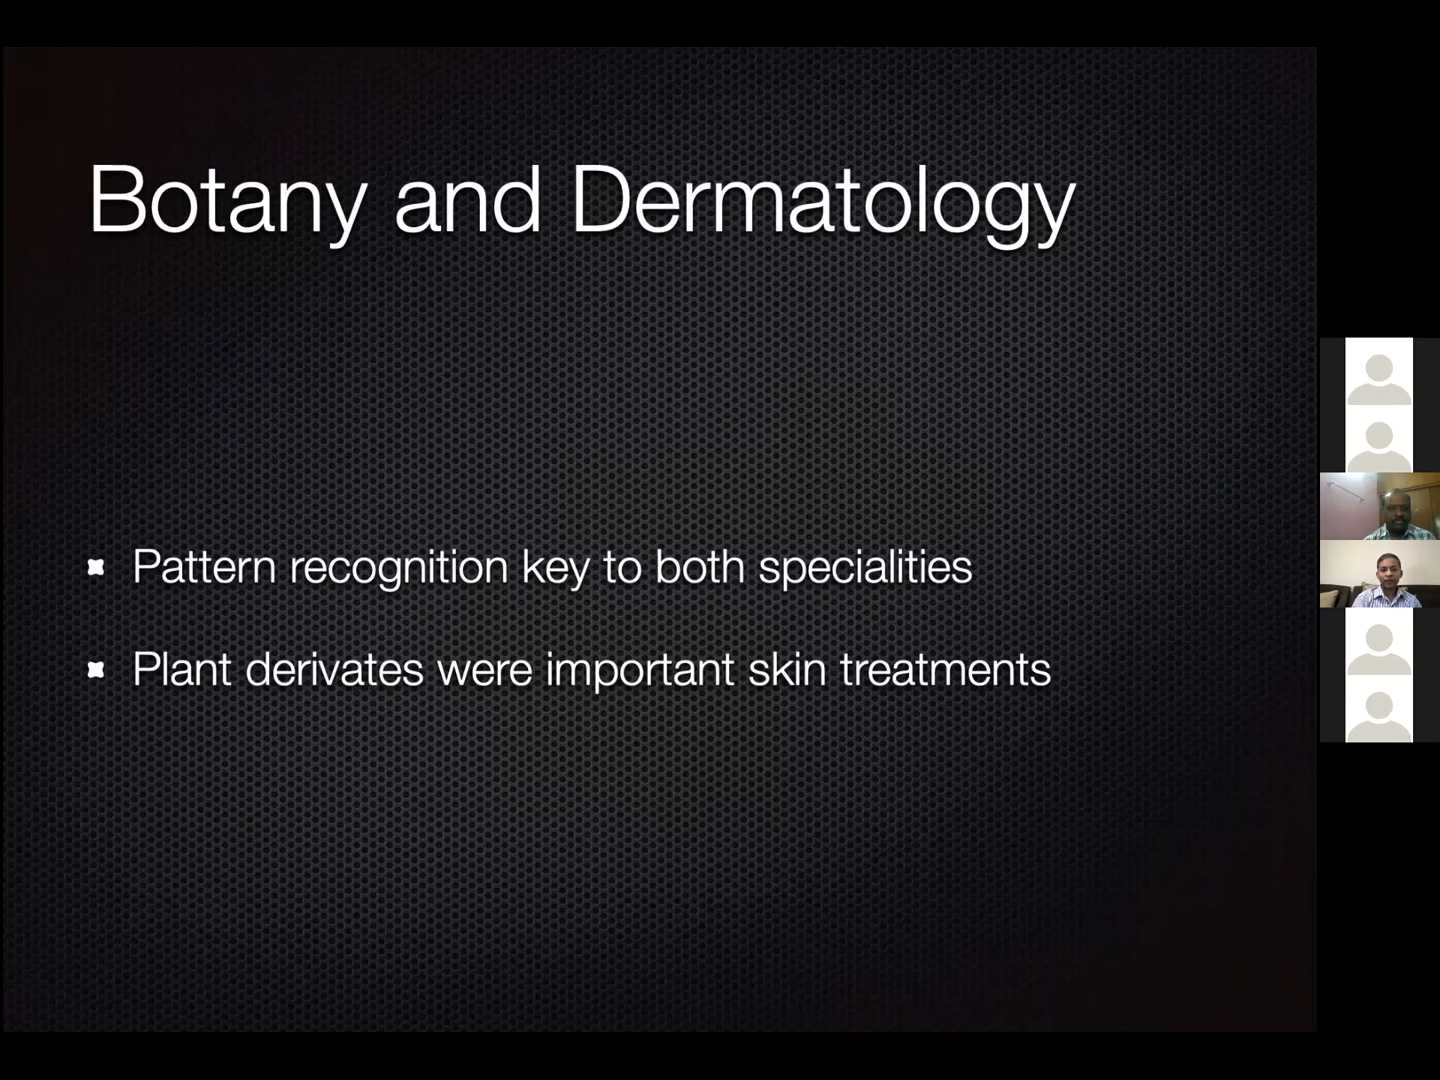 Botany and Dermatology
Pattern recognition key to both specialities
Plant derivates were important skin treatments